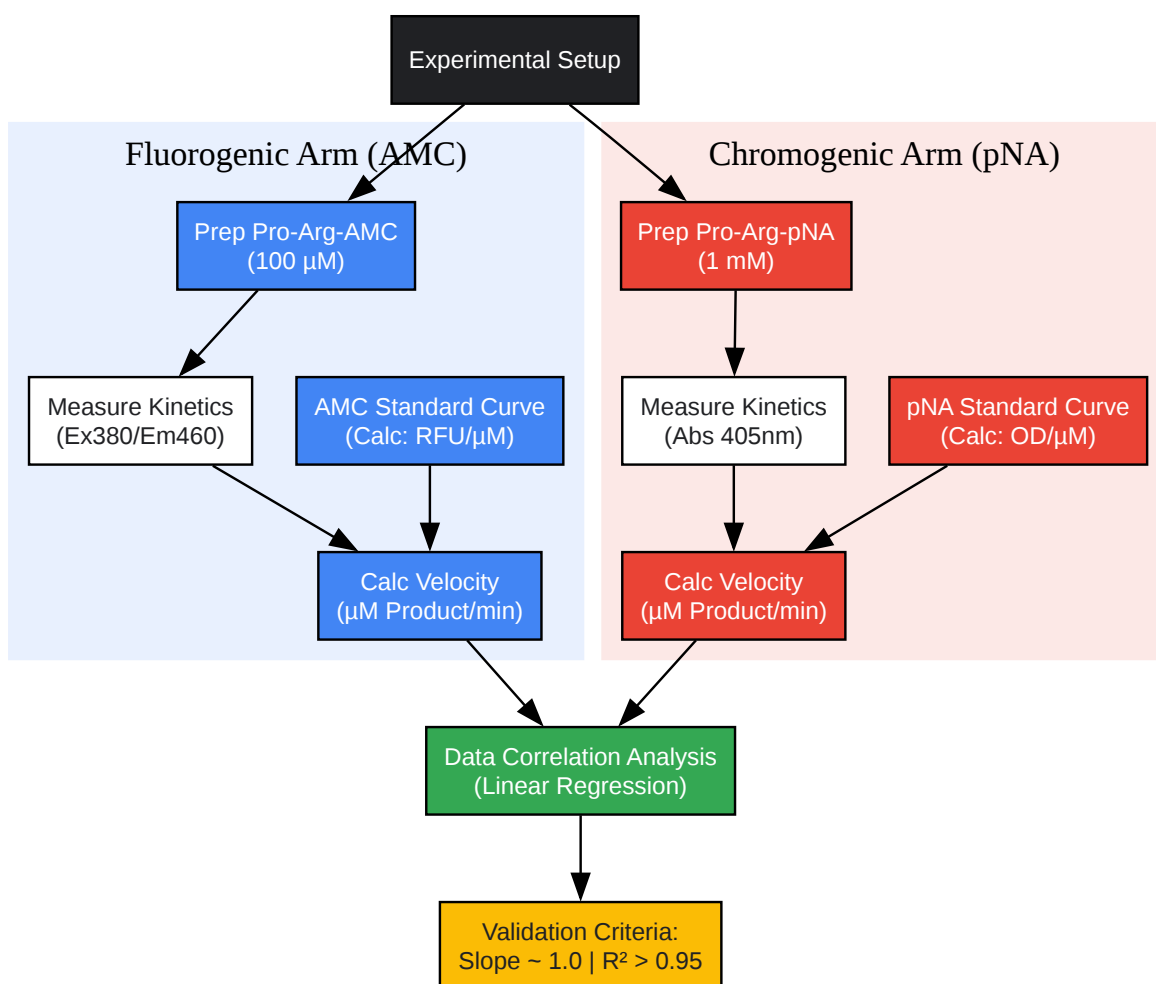 Experimental Setup
Fluorogenic Arm (AMC)
Chromogenic Arm (pNA)
Prep Pro-Arg-AMC
(100 µM)
Prep Pro-Arg-pNA
(1 mM)
Measure Kinetics
(Ex380/Em460)
AMC Standard Curve
(Calc: RFU/µM)
Measure Kinetics
(Abs 405nm)
pNA Standard Curve
(Calc: OD/µM)
Calc Velocity
(µM Product/min)
Calc Velocity
(µM Product/min)
Data Correlation Analysis
(Linear Regression)
Validation Criteria:
Slope ~ 1.0 | R² > 0.95